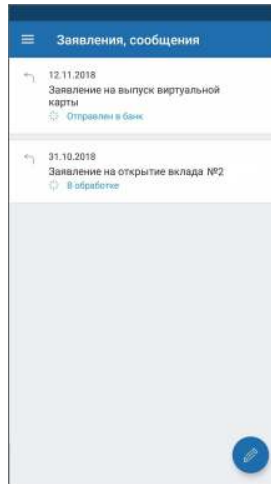 Заявления, сообщения
12.11.2018
Заявление на выпуск виртуальной
карты
Отправлен в банк
31.10.2018
Заявление на открытие вклада №2
В обработке